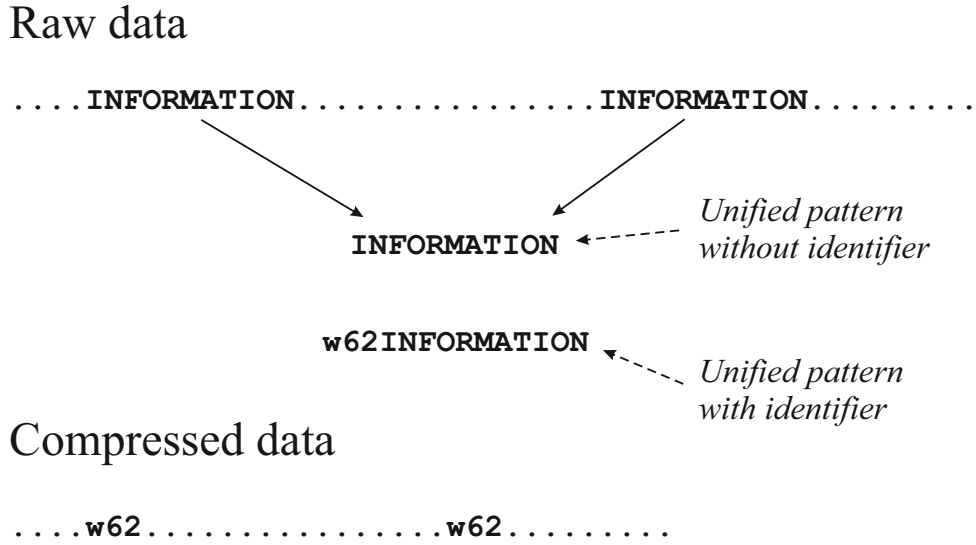 Raw data
....INFORMATION................INFORMATION.........
INFORMATION
Unified pattern
without identifier
w62INFORMATION
Unified pattern
with identifier
Compressed data
....w62................w62.........